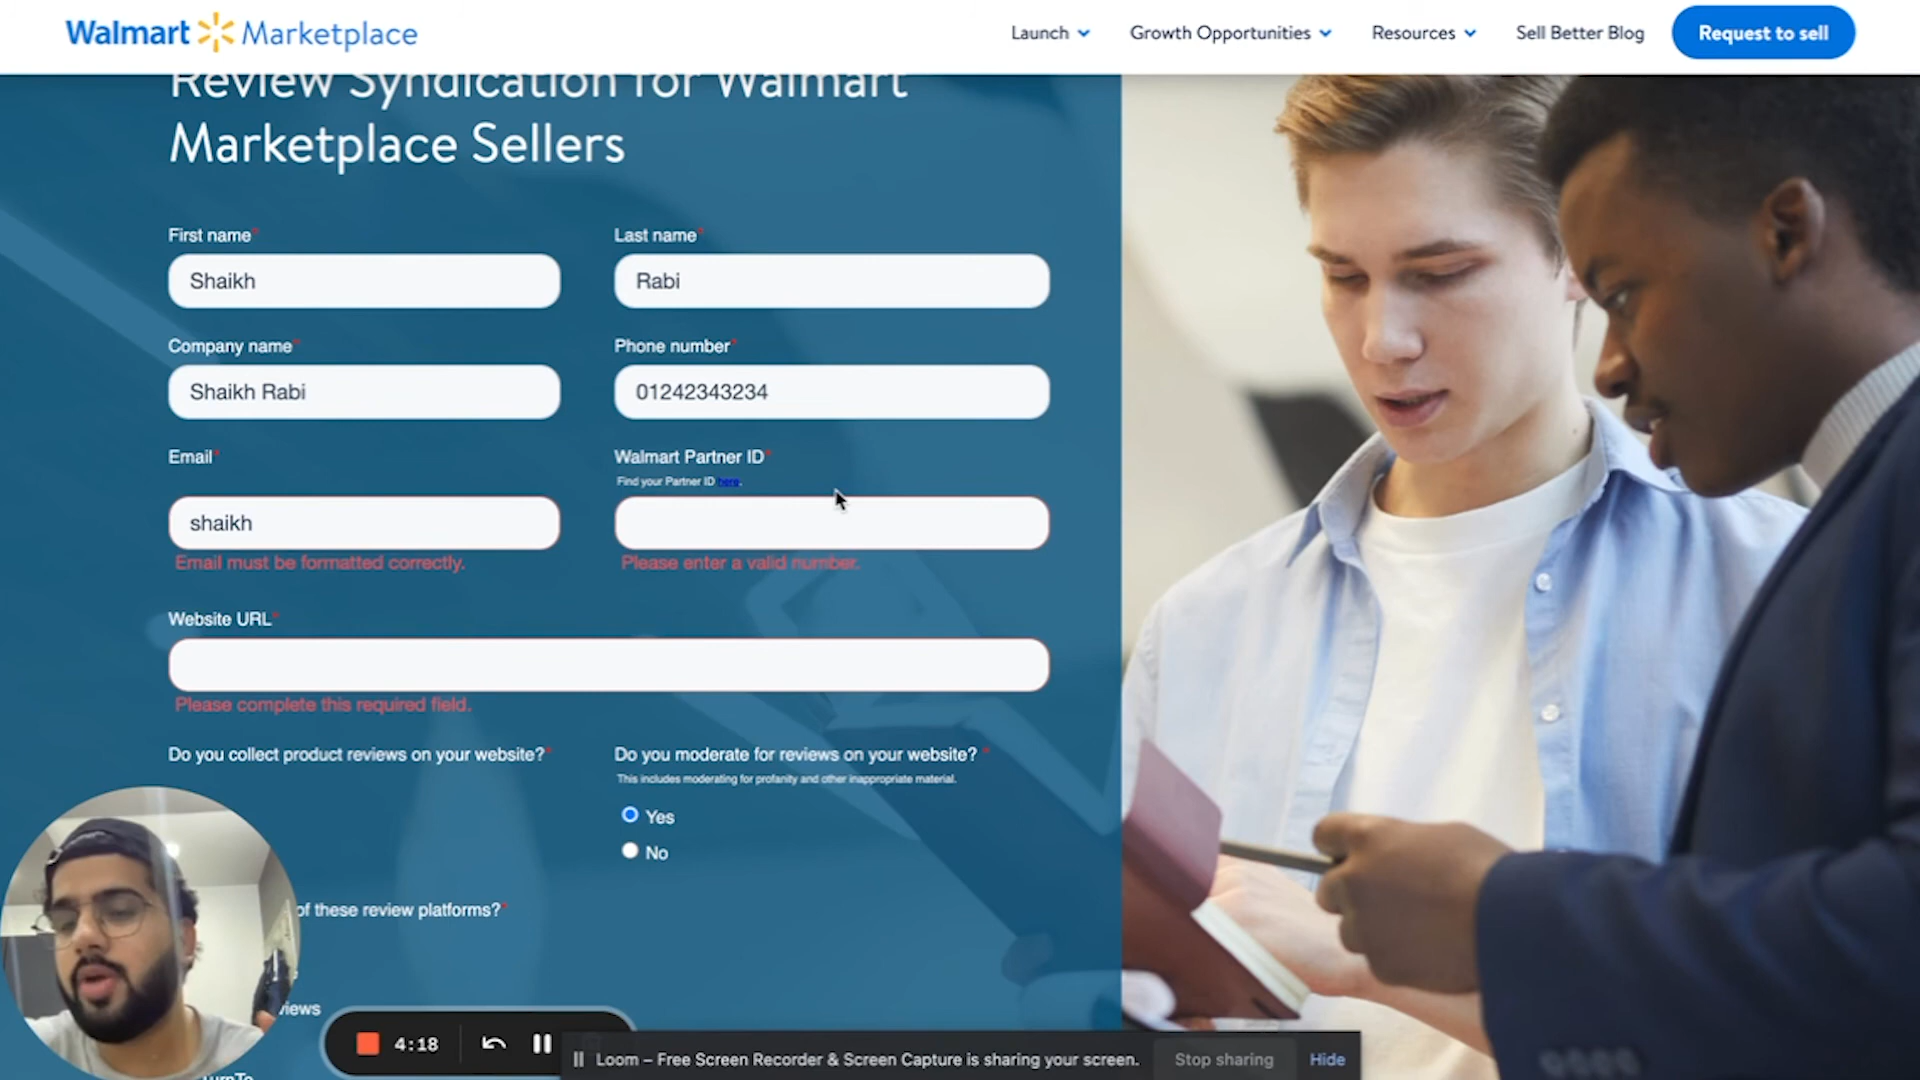 Walmart Marketplace
Launch
Growth Opportunities
Resources
Sell Better Blog
Request to sell
Review Syndication for Walmart
Marketplace Sellers
First name*
Last name*
Shaikh
Rabi
Company name*
Phone number*
Shaikh Rabi
01242343234
Email*
Walmart Partner ID*
Find your Partner ID here.
shaikh
Email must be formatted correctly.
Please enter a valid number.
Website URL*
Please complete this required field.
Do you collect product reviews on your website?*
Do you moderate for reviews on your website? *
This includes moderating for profanity and other inappropriate material.
Yes
No
of these review platforms?*
4:18
Loom – Free Screen Recorder & Screen Capture is sharing your screen.
Stop sharing
Hide